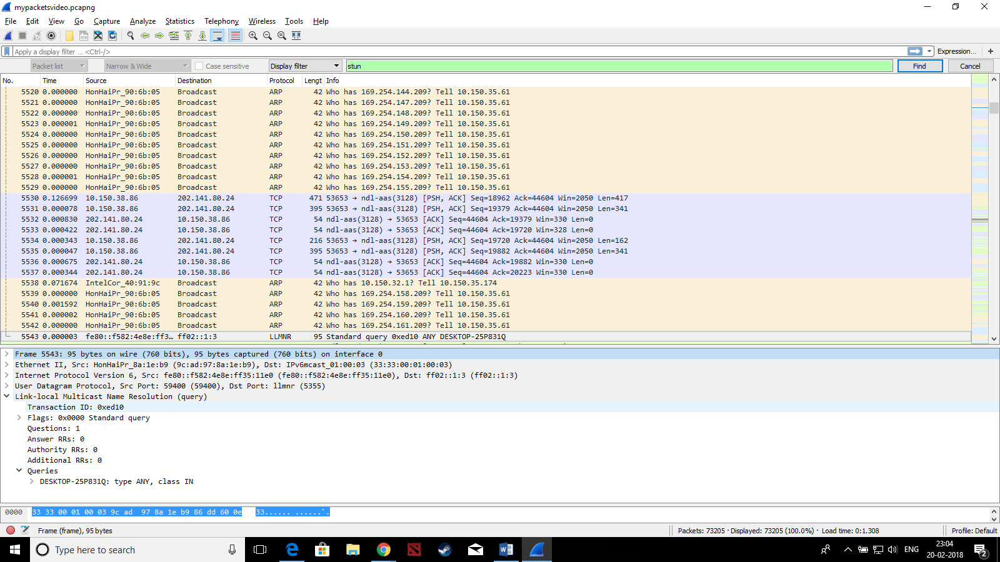 mypacketsvideo.pcapng
File Edit View Go Capture Analyze Statistics Telephony Wireless Tools Help
Apply a display filter ... <Ctrl-/> Expression... +
Packet list Narrow & Wide Case sensitive Display filter stun Find Cancel
No. Time Source Destination Protocol Lengt Info
5520 0.000000 HonHaiPr_90:6b:05 Broadcast ARP 42 Who has 169.254.144.209? Tell 10.150.35.61
5521 0.000000 HonHaiPr_90:6b:05 Broadcast ARP 42 Who has 169.254.147.209? Tell 10.150.35.61
5522 0.000000 HonHaiPr_90:6b:05 Broadcast ARP 42 Who has 169.254.148.209? Tell 10.150.35.61
5523 0.000001 HonHaiPr_90:6b:05 Broadcast ARP 42 Who has 169.254.149.209? Tell 10.150.35.61
5524 0.000000 HonHaiPr_90:6b:05 Broadcast ARP 42 Who has 169.254.150.209? Tell 10.150.35.61
5525 0.000000 HonHaiPr_90:6b:05 Broadcast ARP 42 Who has 169.254.151.209? Tell 10.150.35.61
5526 0.000000 HonHaiPr_90:6b:05 Broadcast ARP 42 Who has 169.254.152.209? Tell 10.150.35.61
5527 0.000000 HonHaiPr_90:6b:05 Broadcast ARP 42 Who has 169.254.153.209? Tell 10.150.35.61
5528 0.000001 HonHaiPr_90:6b:05 Broadcast ARP 42 Who has 169.254.154.209? Tell 10.150.35.61
5529 0.000000 HonHaiPr_90:6b:05 Broadcast ARP 42 Who has 169.254.155.209? Tell 10.150.35.61
5530 0.126699 10.150.38.86 202.141.80.24 TCP 471 53653 → ndl-aas(3128) [PSH, ACK] Seq=18962 Ack=44604 Win=2050 Len=417
5531 0.000078 10.150.38.86 202.141.80.24 TCP 395 53653 → ndl-aas(3128) [PSH, ACK] Seq=19379 Ack=44604 Win=2050 Len=341
5532 0.000830 202.141.80.24 10.150.38.86 TCP 54 ndl-aas(3128) → 53653 [ACK] Seq=44604 Ack=19379 Win=330 Len=0
5533 0.000422 202.141.80.24 10.150.38.86 TCP 54 ndl-aas(3128) → 53653 [ACK] Seq=44604 Ack=19720 Win=328 Len=0
5534 0.000343 10.150.38.86 202.141.80.24 TCP 216 53653 → ndl-aas(3128) [PSH, ACK] Seq=19720 Ack=44604 Win=2050 Len=162
5535 0.000047 10.150.38.86 202.141.80.24 TCP 395 53653 → ndl-aas(3128) [PSH, ACK] Seq=19882 Ack=44604 Win=2050 Len=341
5536 0.000675 202.141.80.24 10.150.38.86 TCP 54 ndl-aas(3128) → 53653 [ACK] Seq=44604 Ack=19882 Win=330 Len=0
5537 0.000344 202.141.80.24 10.150.38.86 TCP 54 ndl-aas(3128) → 53653 [ACK] Seq=44604 Ack=20223 Win=330 Len=0
5538 0.071674 IntelCor_40:91:9c Broadcast ARP 42 Who has 10.150.32.1? Tell 10.150.35.174
5539 0.000000 HonHaiPr_90:6b:05 Broadcast ARP 42 Who has 169.254.158.209? Tell 10.150.35.61
5540 0.001592 HonHaiPr_90:6b:05 Broadcast ARP 42 Who has 169.254.159.209? Tell 10.150.35.61
5541 0.000002 HonHaiPr_90:6b:05 Broadcast ARP 42 Who has 169.254.160.209? Tell 10.150.35.61
5542 0.000000 HonHaiPr_90:6b:05 Broadcast ARP 42 Who has 169.254.161.209? Tell 10.150.35.61
5543 0.000003 fe80::f582:4e8e:ff3... ff02::1:3 LLMNR 95 Standard query 0xed10 ANY DESKTOP-25P831Q
Frame 5543: 95 bytes on wire (760 bits), 95 bytes captured (760 bits) on interface 0
Ethernet II, Src: HonHaiPr_8a:1e:b9 (9c:ad:97:8a:1e:b9), Dst: IPv6mcast_01:00:03 (33:33:00:01:00:03)
Internet Protocol Version 6, Src: fe80::f582:4e8e:ff35:11e0 (fe80::f582:4e8e:ff35:11e0), Dst: ff02::1:3 (ff02::1:3)
User Datagram Protocol, Src Port: 59400 (59400), Dst Port: llmnr (5355)
Link-local Multicast Name Resolution (query)
Transaction ID: 0xed10
Flags: 0x0000 Standard query
Questions: 1
Answer RRs: 0
Authority RRs: 0
Additional RRs: 0
Queries
DESKTOP-25P831Q: type ANY, class IN
0000 33 33 00 01 00 03 9c ad 97 8a 1e b9 86 dd 60 0e 33...... ......`.
Frame (frame), 95 bytes Packets: 73205 · Displayed: 73205 (100.0%) · Load time: 0:1.308 Profile: Default
Type here to search ENG 23:04
20-02-2018 2